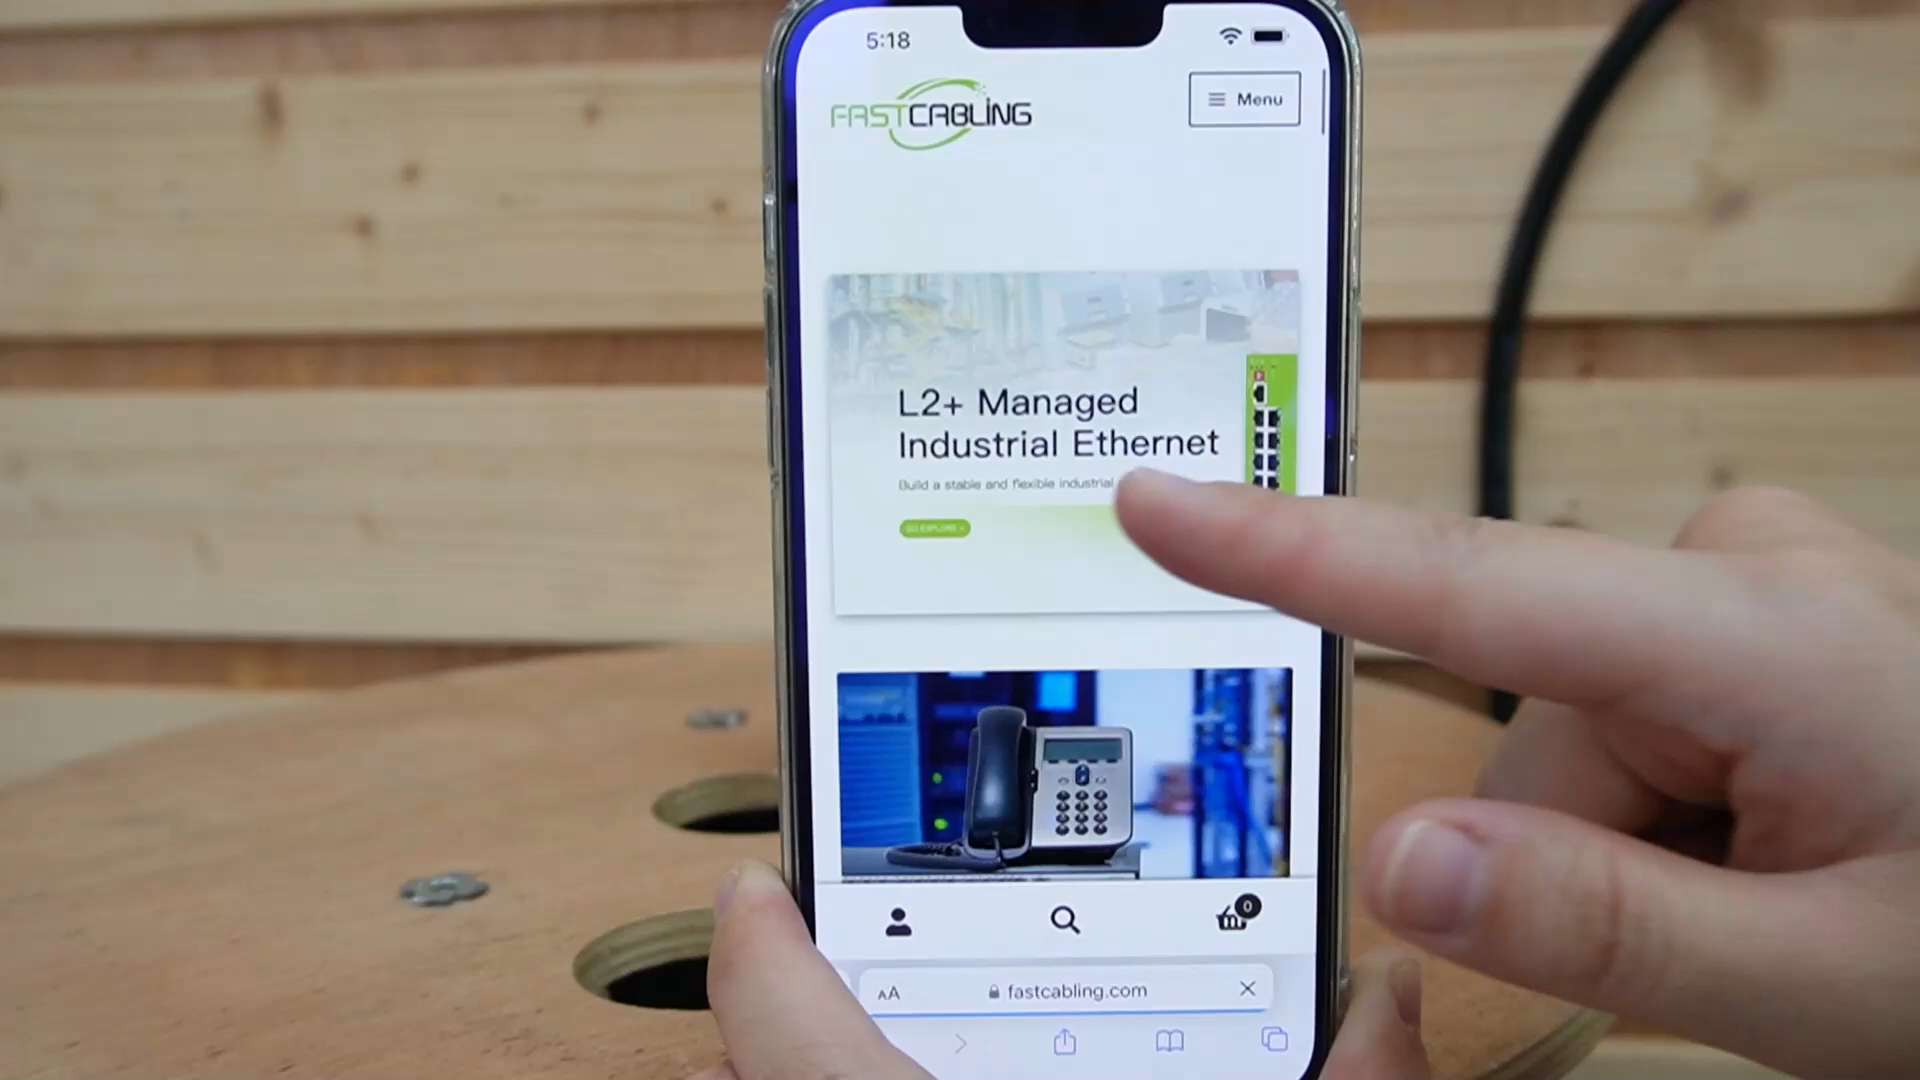 5:18
FASTCABLING
Menu
L2+ Managed
Industrial Ethernet
Build a stable and flexible industrial
GO EXPLORE
0
AA
fastcabling.com